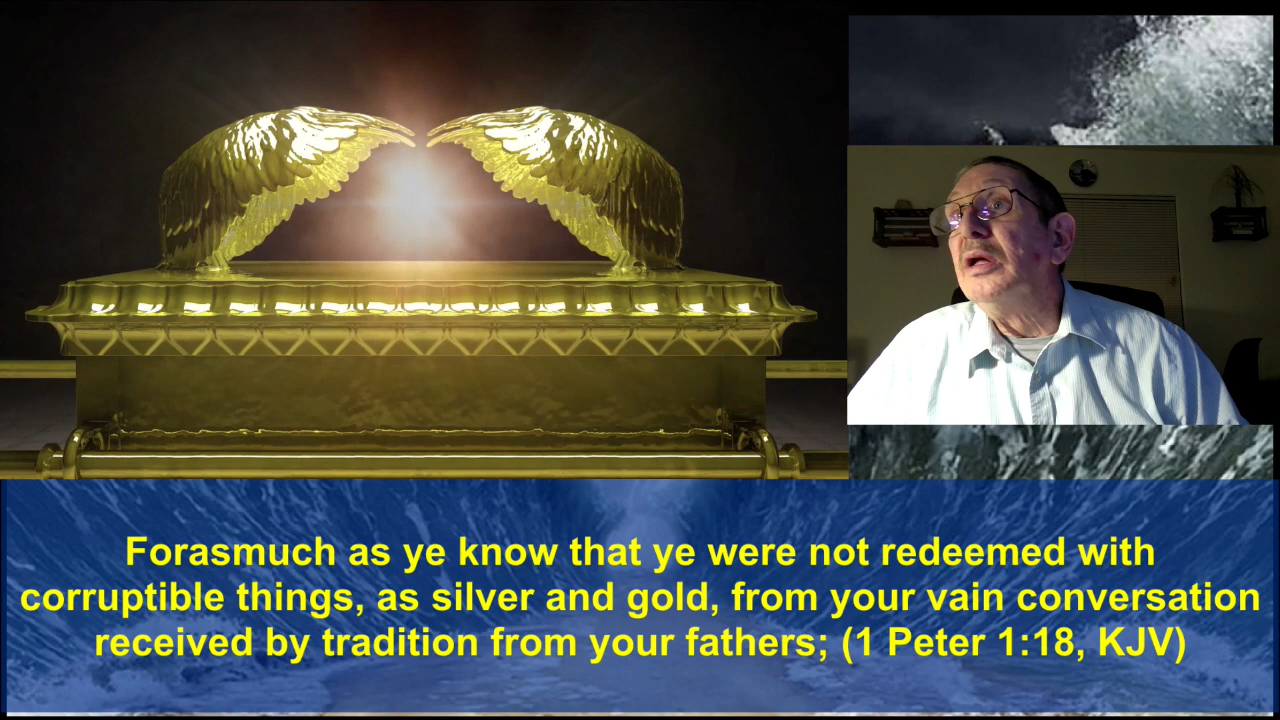 Forasmuch as ye know that ye were not redeemed with
corruptible things, as silver and gold, from your vain conversation
received by tradition from your fathers; (1 Peter 1:18, KJV)